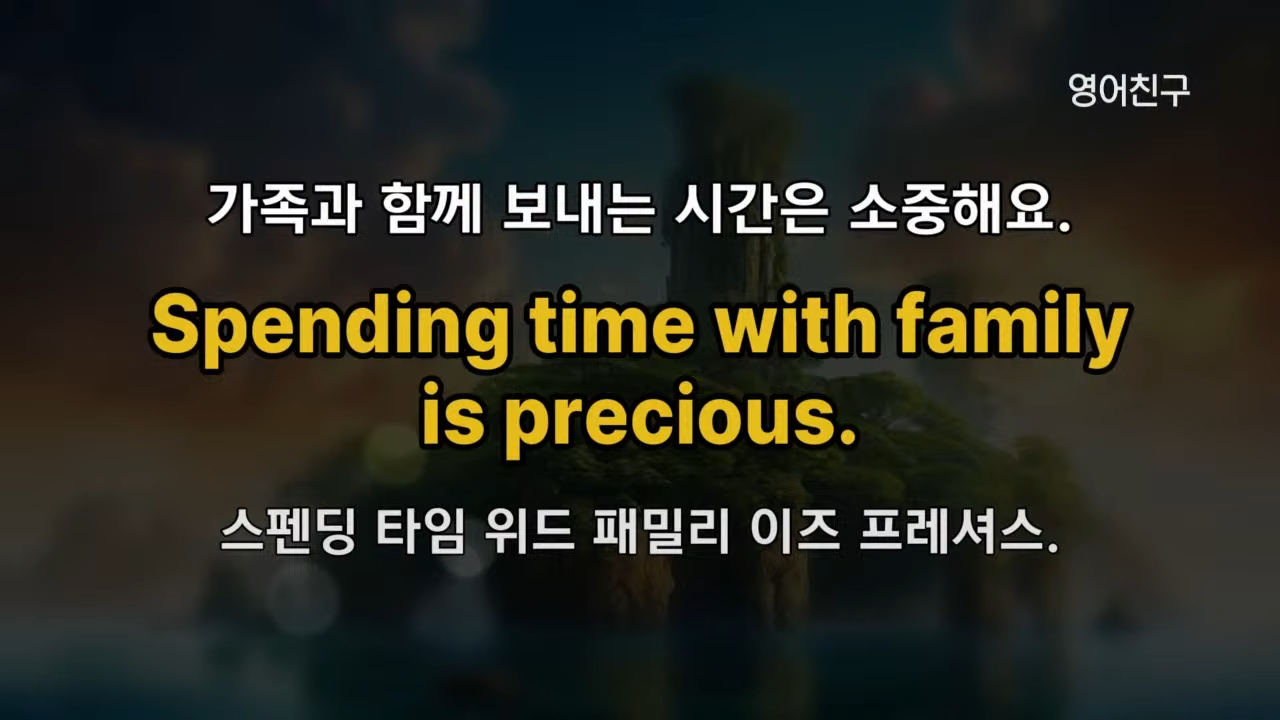 영어친구
가족과 함께 보내는 시간은 소중해요.
Spending time with family
is precious.
스펜딩 타임 위드 패밀리 이즈 프레셔스.